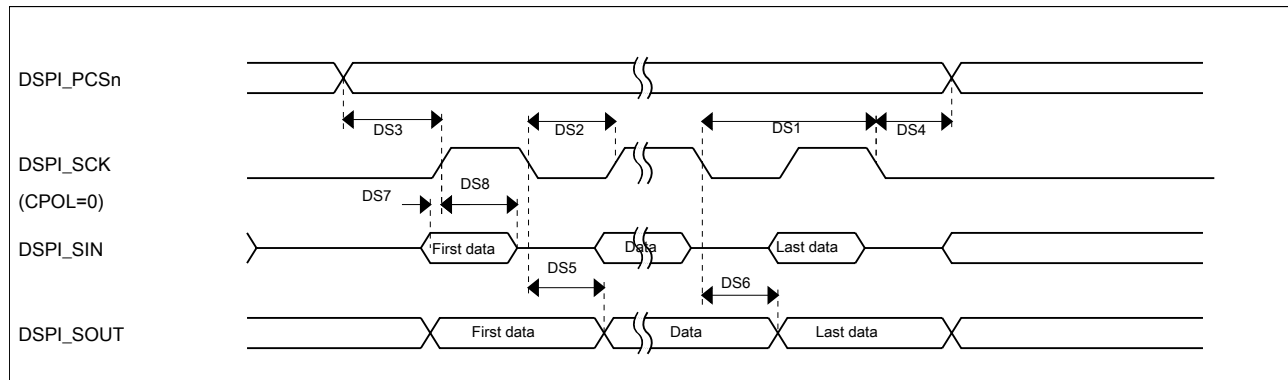 DSPI_PCSn
DS3
DS2
DS1
DS4
DSPI_SCK
(CPOL=0)
DS7
DS8
DSPI_SIN
First data
Data
Last data
DS5
DS6
DSPI_SOUT
First data
Data
Last data